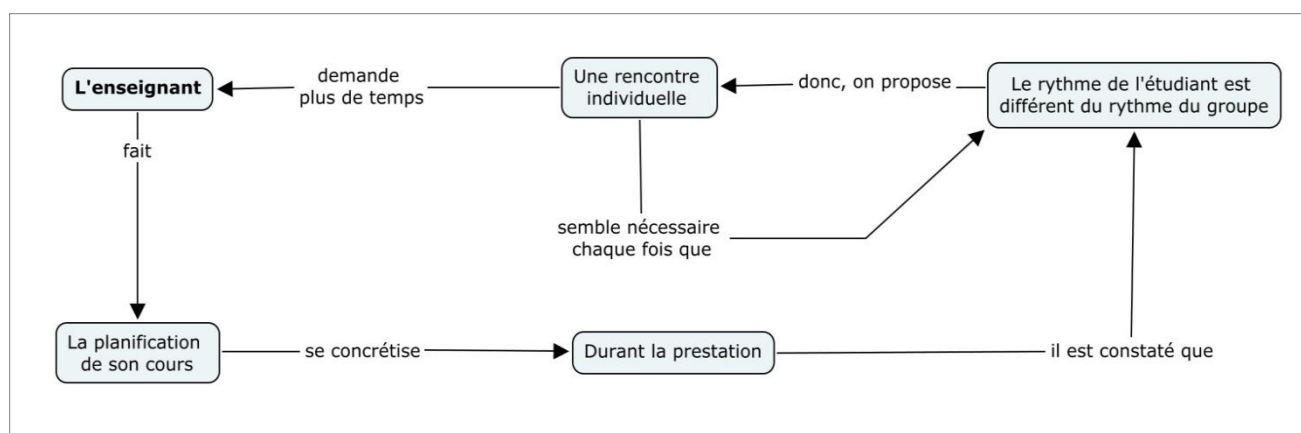 L'enseignant
demande
plus de temps
Une rencontre
individuelle
donc, on propose
Le rythme de l'étudiant est
différent du rythme du groupe
fait
semble nécessaire
chaque fois que
La planification
de son cours
se concrétise
Durant la prestation
il est constaté que